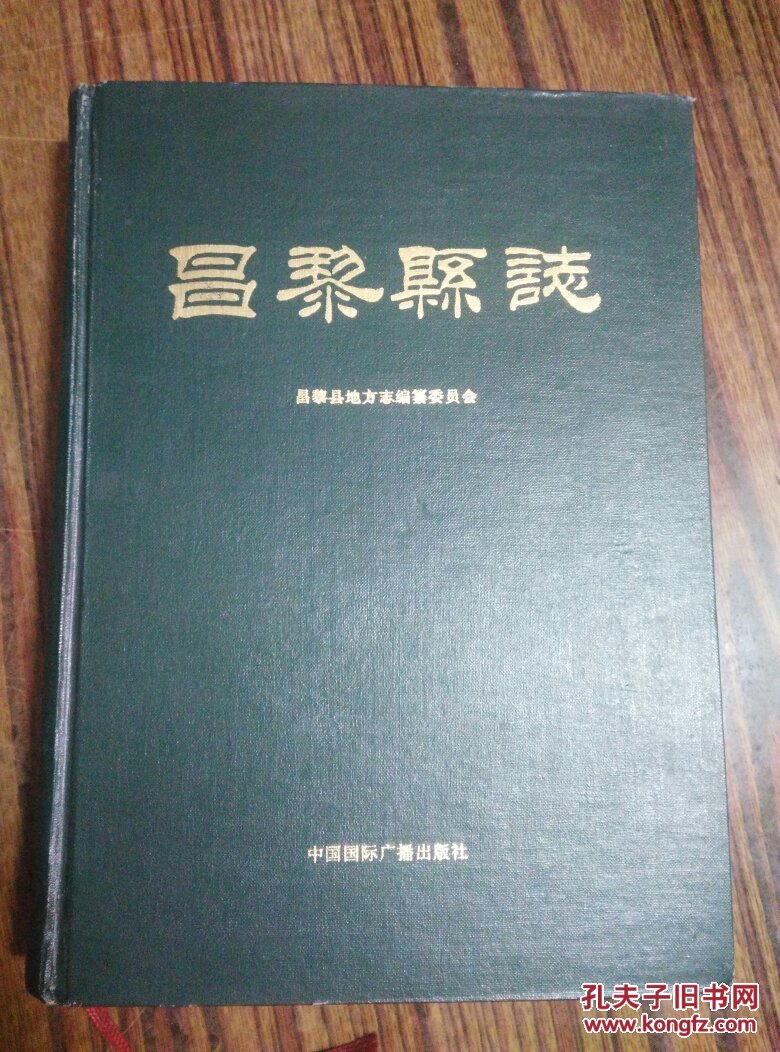 昌黎縣誌
昌黎县地方志编纂委员会
中国国际广播出版社
孔夫子旧书网
www.kongfz.com